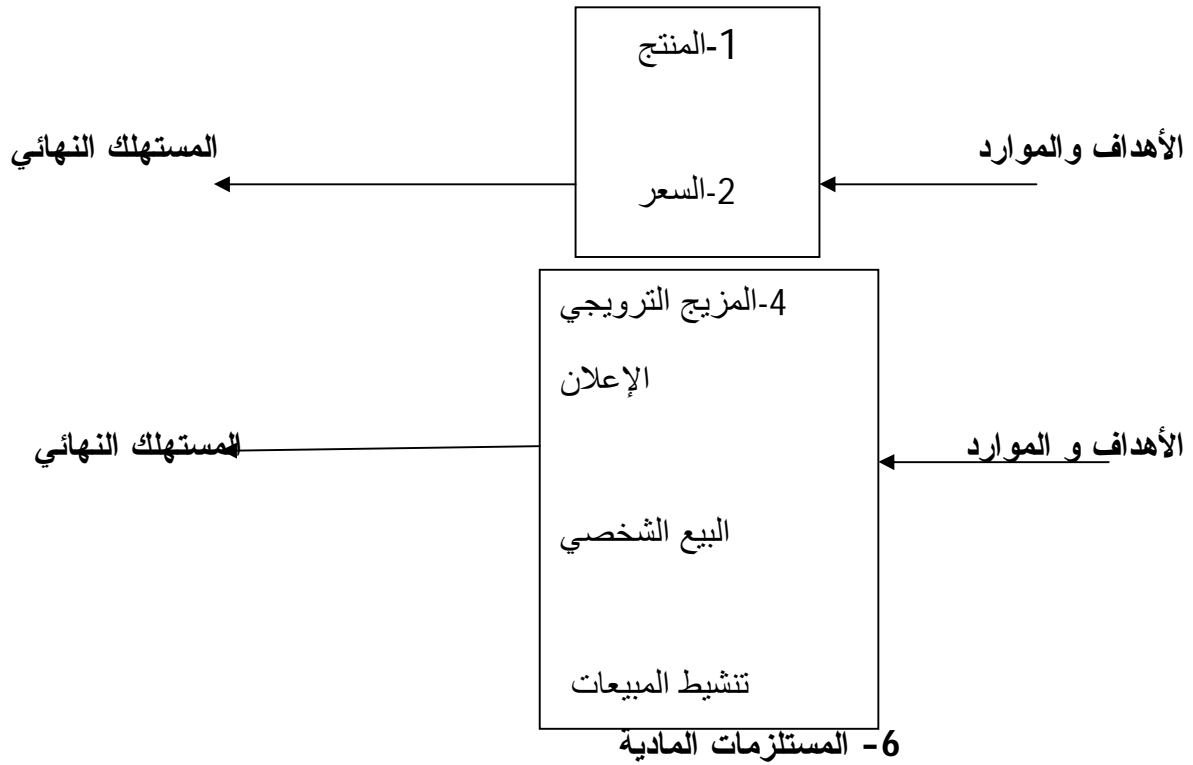 1-المنتج
الأهداف والموارد
المستهلك النهائي
2-السعر
4-المزيج الترويجي
الإعلان
الأهداف و الموارد
المستهلك النهائي
البيع الشخصي
تنشيط المبيعات
6- المستلزمات المادية